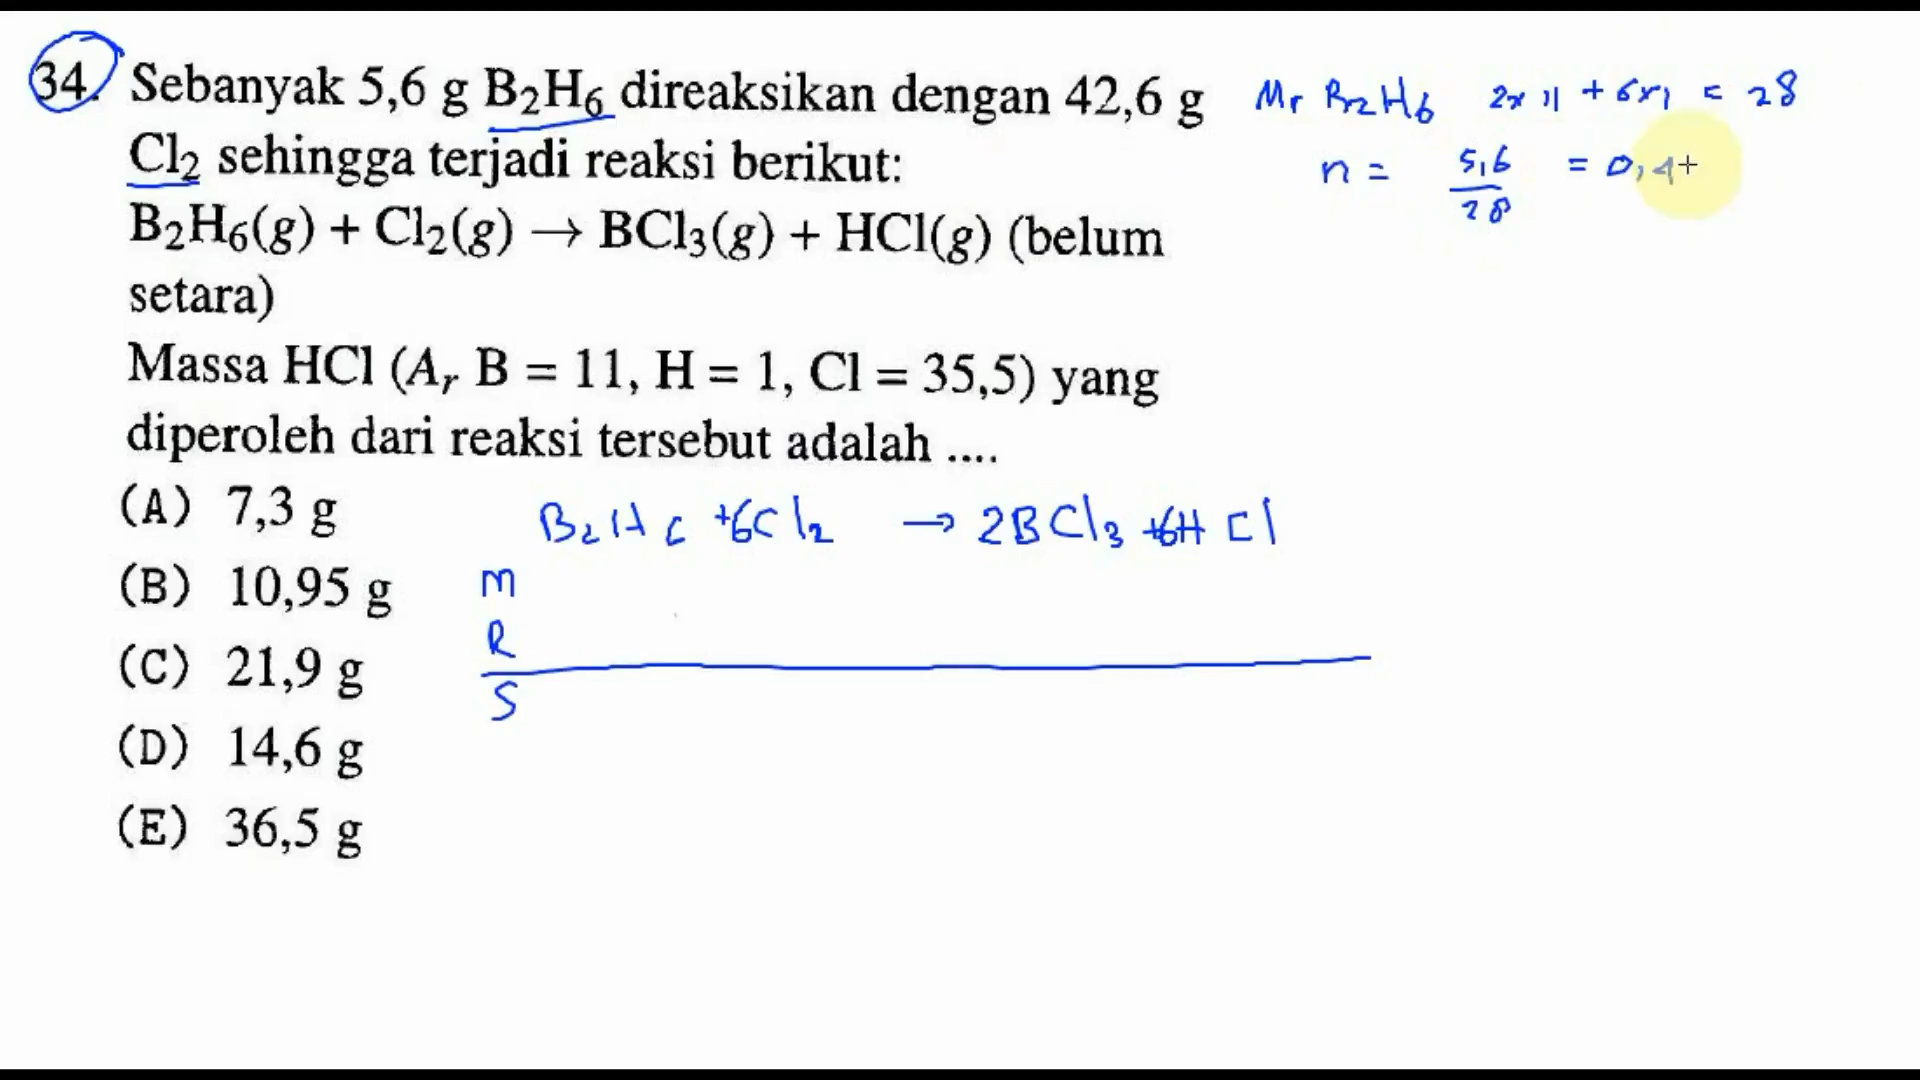 34. Sebanyak 5,6 g B₂H₆ direaksikan dengan 42,6 g
Cl₂ sehingga terjadi reaksi berikut:
B₂H₆(g) + Cl₂(g) → BCl₃(g) + HCl(g) (belum
setara)
Massa HCl (Aᵣ B = 11, H = 1, Cl = 35,5) yang
diperoleh dari reaksi tersebut adalah ....
(A) 7,3 g
(B) 10,95 g
(C) 21,9 g
(D) 14,6 g
(E) 36,5 g
Mr B₂H₆ 2x11 + 6x1 = 28
n = 5,6/28 = 0,
B₂H₆ + 6Cl₂ → 2BCl₃ + 6HCl
M
R
S